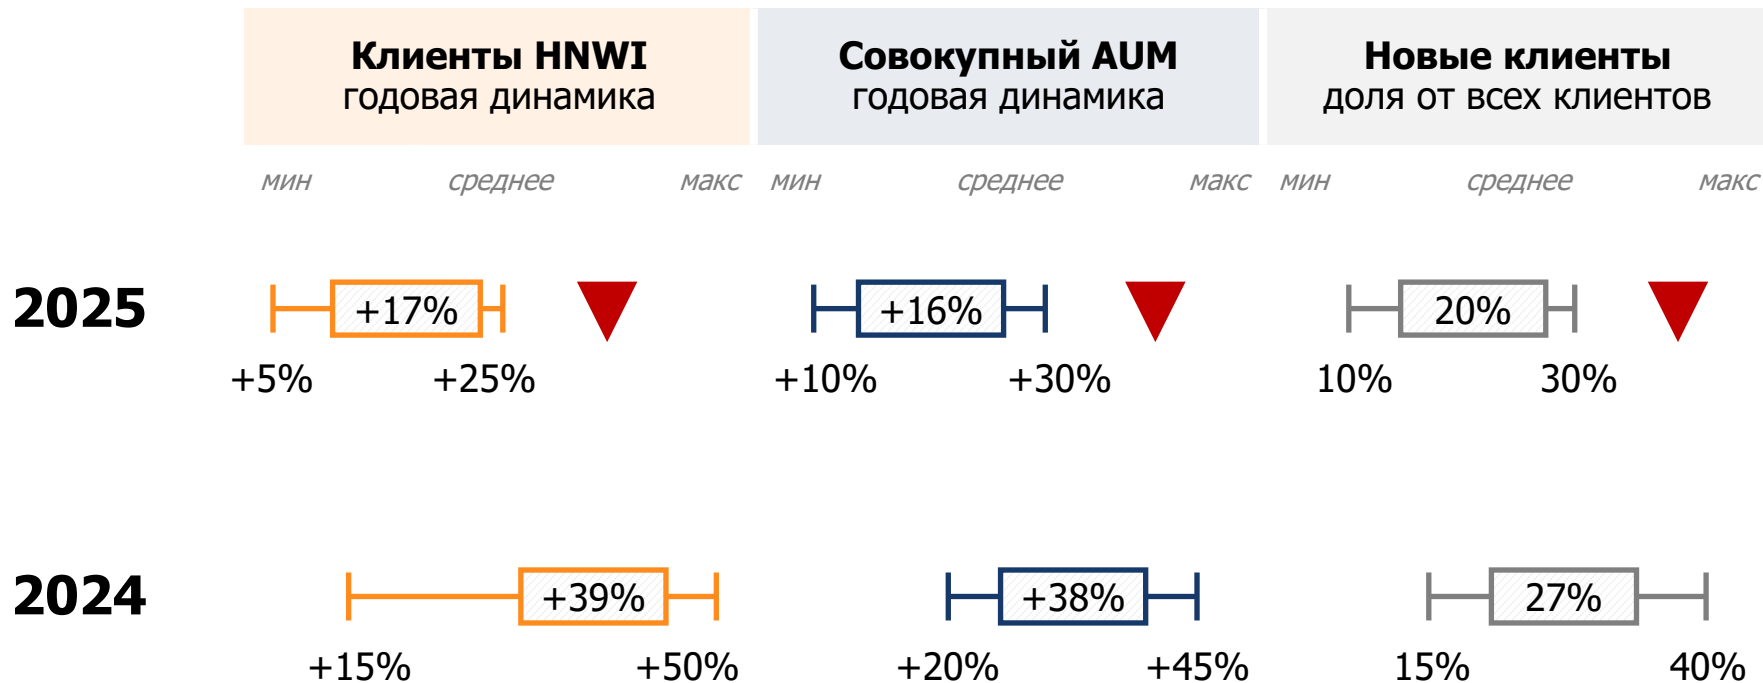 Клиенты HNWI
годовая динамика
Совокупный AUM
годовая динамика
Новые клиенты
доля от всех клиентов
мин среднее макс мин среднее макс мин среднее макс
2025 +17% +16% 20%
+5% +25% +10% +30% 10% 30%
2024 +39% +38% 27%
+15% +50% +20% +45% 15% 40%